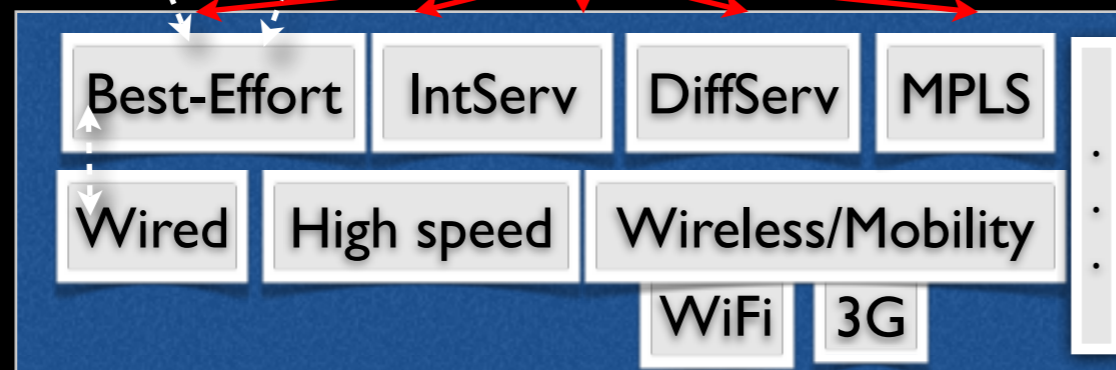 Best-Effort IntServ DiffServ MPLS
Wired High speed Wireless/Mobility
WiFi 3G
.
.
.